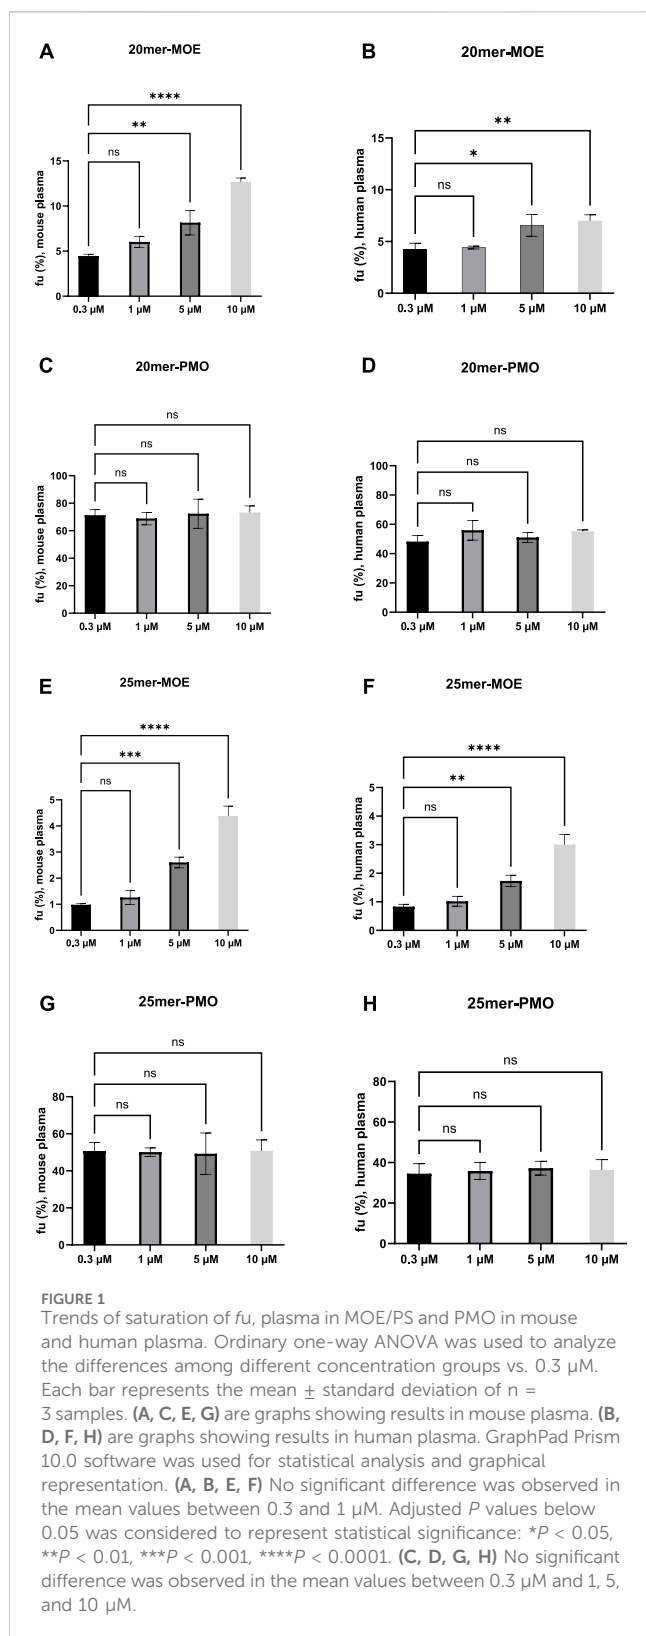 A
20mer-MOE
****
**
ns
fu (%), mouse plasma
15
10
5
0
0.3 µM
1 µM
5 µM
10 µM
B
20mer-MOE
**
*
ns
fu (%), human plasma
15
10
5
0
0.3 µM
1 µM
5 µM
10 µM
C
20mer-PMO
ns
ns
ns
fu (%), mouse plasma
100
80
60
40
20
0
0.3 µM
1 µM
5 µM
10 µM
D
20mer-PMO
ns
ns
ns
fu (%), human plasma
100
80
60
40
20
0
0.3 µM
1 µM
5 µM
10 µM
E
25mer-MOE
****
***
ns
fu (%), mouse plasma
5
4
3
2
1
0
0.3 µM
1 µM
5 µM
10 µM
F
25mer-MOE
****
**
ns
fu (%), human plasma
5
4
3
2
1
0
0.3 µM
1 µM
5 µM
10 µM
G
25mer-PMO
ns
ns
ns
fu (%), mouse plasma
80
60
40
20
0
0.3 µM
1 µM
5 µM
10 µM
H
25mer-PMO
ns
ns
ns
fu (%), human plasma
80
60
40
20
0
0.3 µM
1 µM
5 µM
10 µM
FIGURE 1
Trends of saturation of fu, plasma in MOE/PS and PMO in mouse
and human plasma. Ordinary one-way ANOVA was used to analyze
the differences among different concentration groups vs. 0.3 µM.
Each bar represents the mean ± standard deviation of n =
3 samples. (A, C, E, G) are graphs showing results in mouse plasma. (B,
D, F, H) are graphs showing results in human plasma. GraphPad Prism
10.0 software was used for statistical analysis and graphical
representation. (A, B, E, F) No significant difference was observed in
the mean values between 0.3 and 1 µM. Adjusted P values below
0.05 was considered to represent statistical significance: *P < 0.05,
**P < 0.01, ***P < 0.001, ****P < 0.0001. (C, D, G, H) No significant
difference was observed in the mean values between 0.3 µM and 1, 5,
and 10 µM.